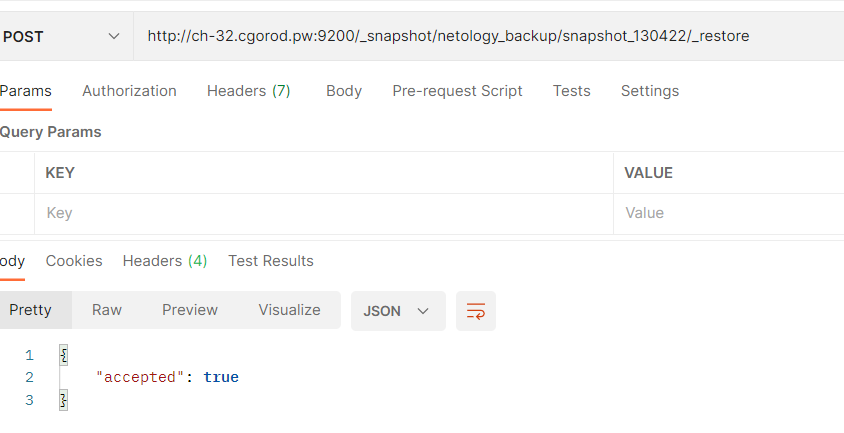 POST http://ch-32.cgorod.pw:9200/_snapshot/netology_backup/snapshot_130422/_restore
Params Authorization Headers (7) Body Pre-request Script Tests Settings
Query Params
KEY VALUE
Key Value
ody Cookies Headers (4) Test Results
Pretty Raw Preview Visualize JSON
1 {
2 "accepted": true
3 }